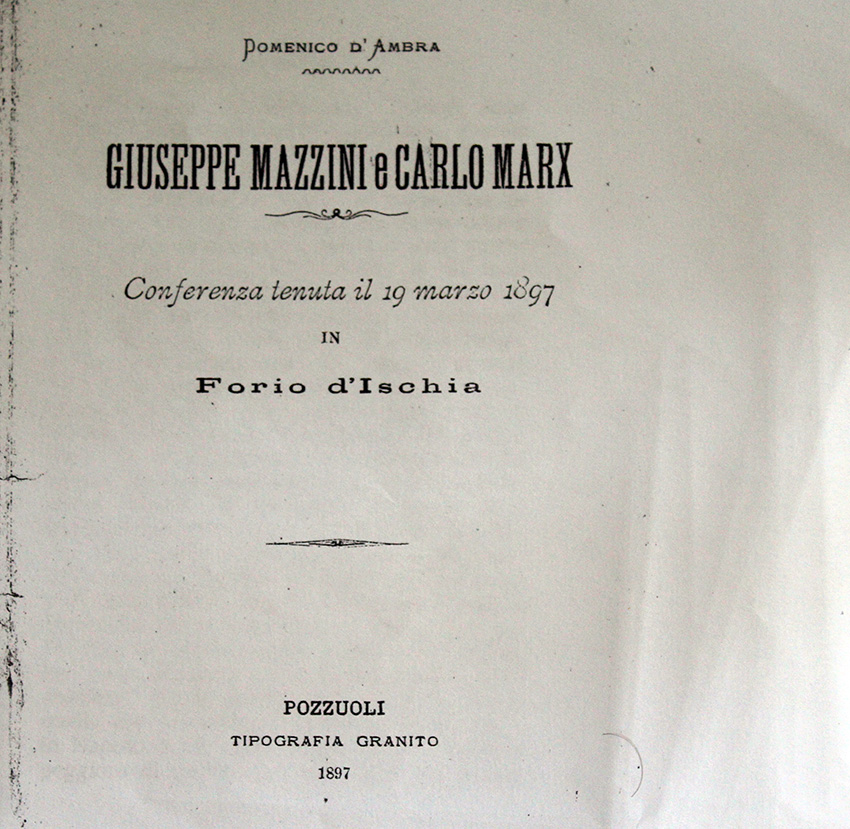 DOMENICO D'AMBRA
GIUSEPPE MAZZINI e CARLO MARX
Conferenza tenuta il 19 marzo 1897
IN
Forio d'Ischia
POZZUOLI
TIPOGRAFIA GRANITO
1897